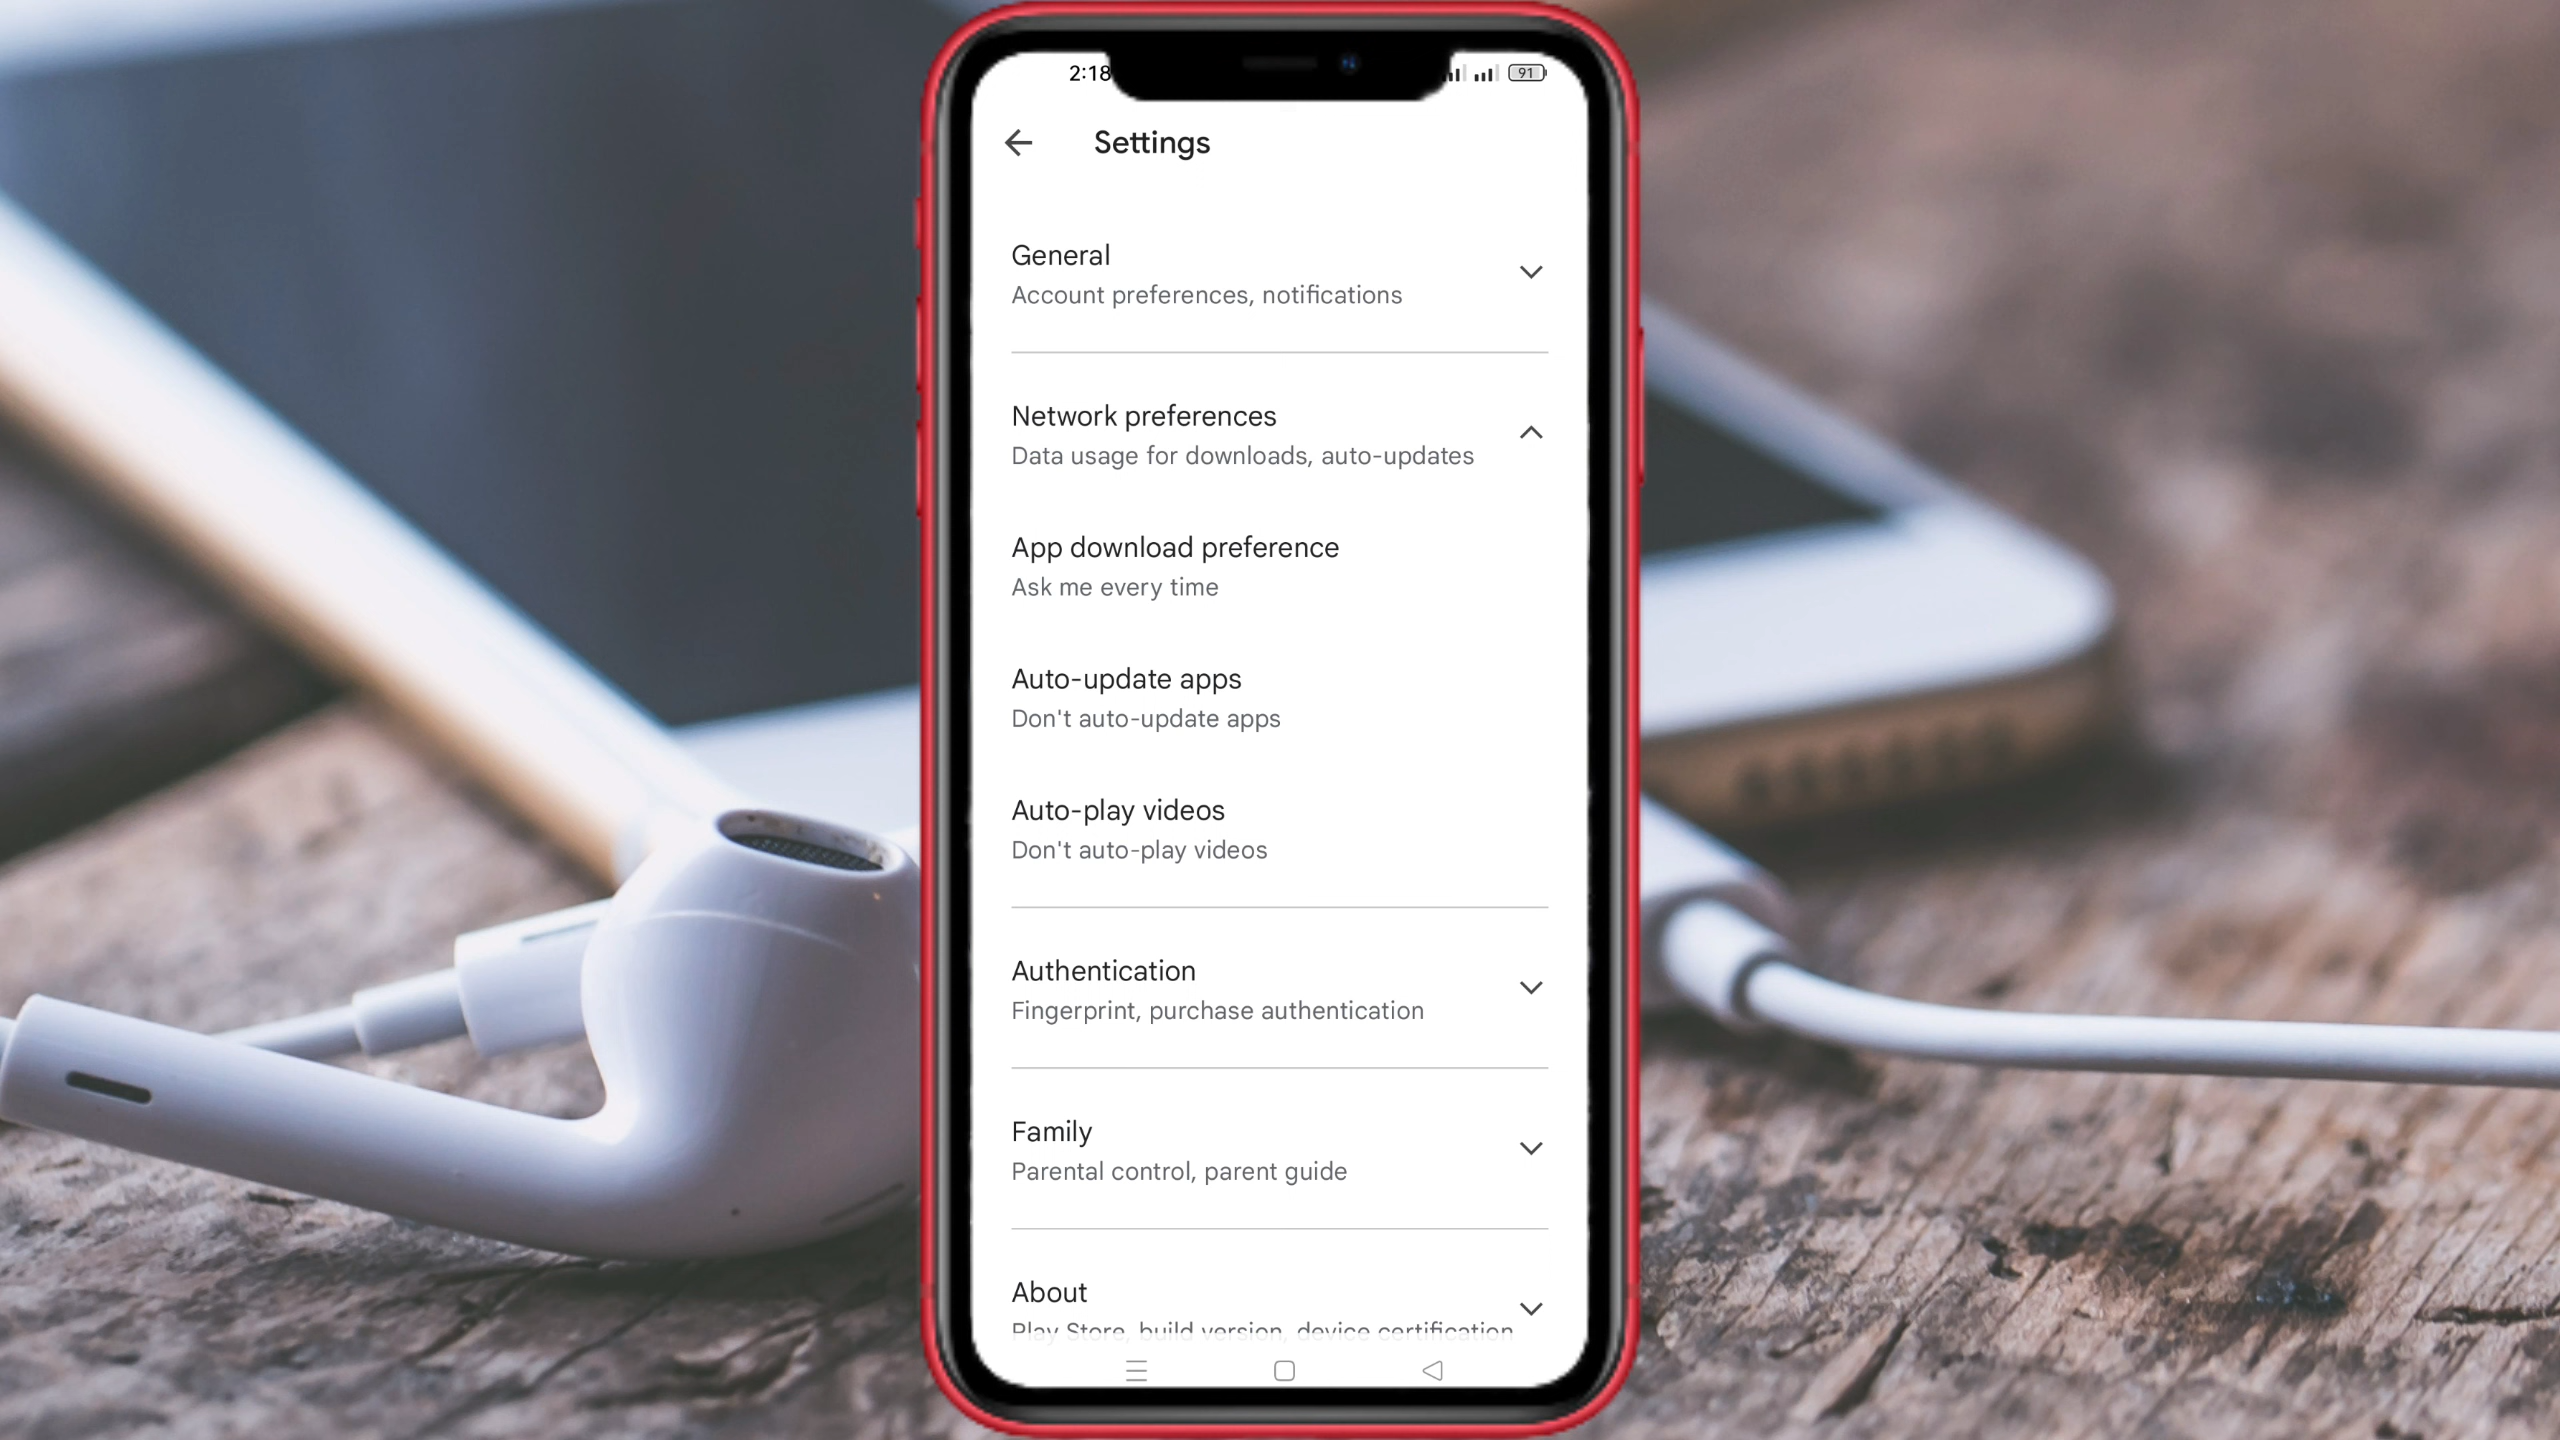 2:18
91
Settings
General
Account preferences, notifications
Network preferences
Data usage for downloads, auto-updates
App download preference
Ask me every time
Auto-update apps
Don't auto-update apps
Auto-play videos
Don't auto-play videos
Authentication
Fingerprint, purchase authentication
Family
Parental control, parent guide
About
Play Store, build version, device certification